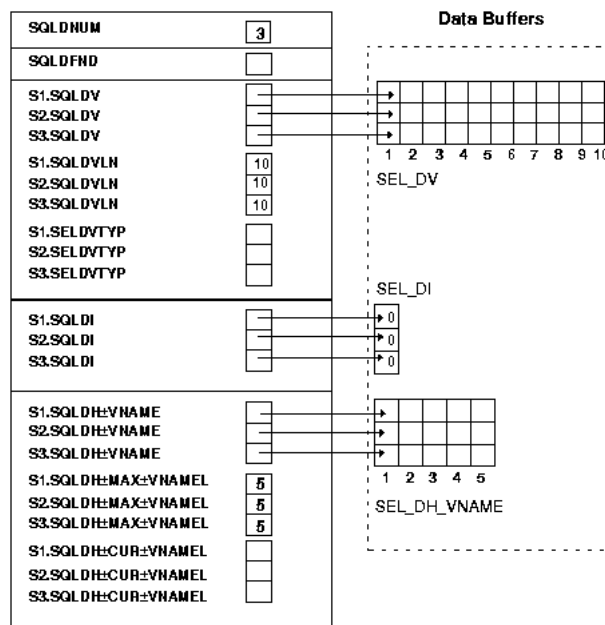 Data Buffers
SQLDNUM 3
SQLDFND
S1.SQLDV
S2.SQLDV
S3.SQLDV
1 2 3 4 5 6 7 8 9 10
SEL_DV
S1.SQLDVLN 10
S2.SQLDVLN 10
S3.SQLDVLN 10
S1.SELDVTYP
S2.SELDVTYP
S3.SELDVTYP
SEL_DI
S1.SQLDI 0
S2.SQLDI 0
S3.SQLDI 0
S1.SQLDH±VNAME
S2.SQLDH±VNAME
S3.SQLDH±VNAME
1 2 3 4 5
SEL_DH_VNAME
S1.SQLDH±MAX±VNAMEL 5
S2.SQLDH±MAX±VNAMEL 5
S3.SQLDH±MAX±VNAMEL 5
S1.SQLDH±CUR±VNAMEL
S2.SQLDH±CUR±VNAMEL
S3.SQLDH±CUR±VNAMEL